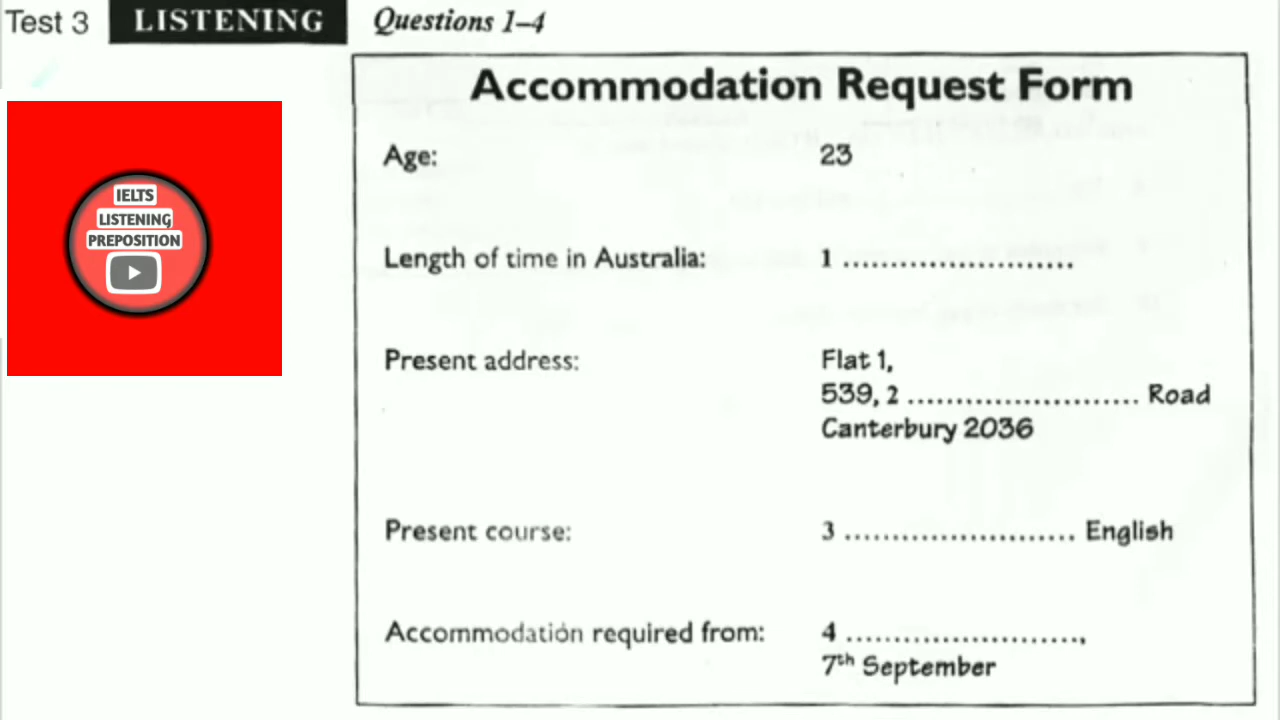 Test 3 LISTENING Questions 1–4
Accommodation Request Form
IELTS
LISTENING
PREPOSITION
Age: 23
Length of time in Australia: 1 ........................
Present address: Flat 1,
539, 2 ........................ Road
Canterbury 2036
Present course: 3 ........................ English
Accommodation required from: 4 ........................,
7th September